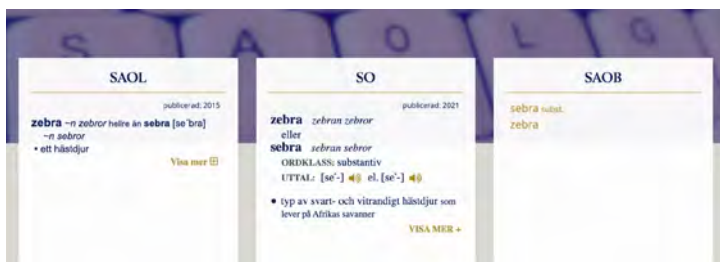 S A O L G
SAOL
publicerad: 2015
zebra ~n zebror hellre än sebra [se`bra]
~n sebror
• ett hästdjur
Visa mer
SO
publicerad: 2021
zebra zebran zebror
eller
sebra sebran sebror
ORDKLASS: substantiv
UTTAL: [se`-] el. [se´-]
• typ av svart- och vitrandigt hästdjur som
lever på Afrikas savanner
VISA MER +
SAOB
sebra subst.
zebra